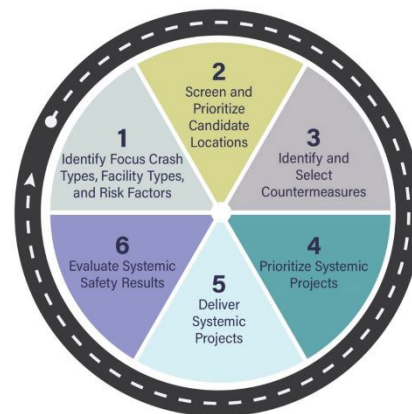 1
Identify Focus Crash
Types, Facility Types,
and Risk Factors
2
Screen and
Prioritize
Candidate
Locations
3
Identify and
Select
Countermeasures
4
Prioritize Systemic
Projects
5
Deliver
Systemic
Projects
6
Evaluate Systemic
Safety Results